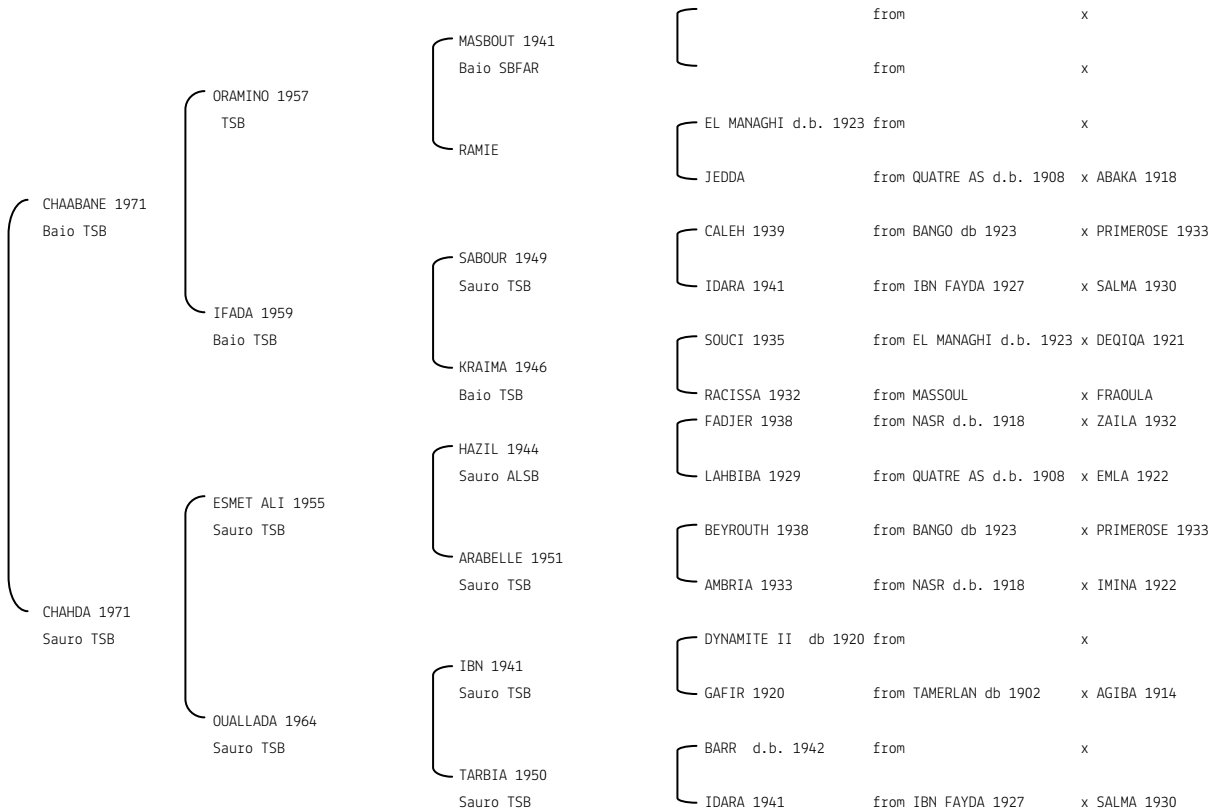 from x
MASBOUT 1941
Baio SBFAR from x
ORAMINO 1957
TSB EL MANAGHI d.b. 1923 from x
RAMIE
JEDDA from QUATRE AS d.b. 1908 x ABAKA 1918
CHAABANE 1971
Baio TSB CALEH 1939 from BANGO db 1923 x PRIMEROSE 1933
SABOUR 1949
Sauro TSB IDARA 1941 from IBN FAYDA 1927 x SALMA 1930
IFADA 1959
Baio TSB SOUCI 1935 from EL MANAGHI d.b. 1923 x DEQIQA 1921
KRAIMA 1946
Baio TSB RACISSA 1932 from MASSOUL x FRAOULA
FADJER 1938 from NASR d.b. 1918 x ZAILA 1932
HAZIL 1944
Sauro ALSB LAHBIBA 1929 from QUATRE AS d.b. 1908 x EMLA 1922
ESMET ALI 1955
Sauro TSB BEYROUTH 1938 from BANGO db 1923 x PRIMEROSE 1933
ARABELLE 1951
Sauro TSB AMBRIA 1933 from NASR d.b. 1918 x IMINA 1922
CHAHDA 1971
Sauro TSB DYNAMITE II db 1920 from x
IBN 1941
Sauro TSB GAFIR 1920 from TAMERLAN db 1902 x AGIBA 1914
OUALLADA 1964
Sauro TSB BARR d.b. 1942 from x
TARBIA 1950
Sauro TSB IDARA 1941 from IBN FAYDA 1927 x SALMA 1930